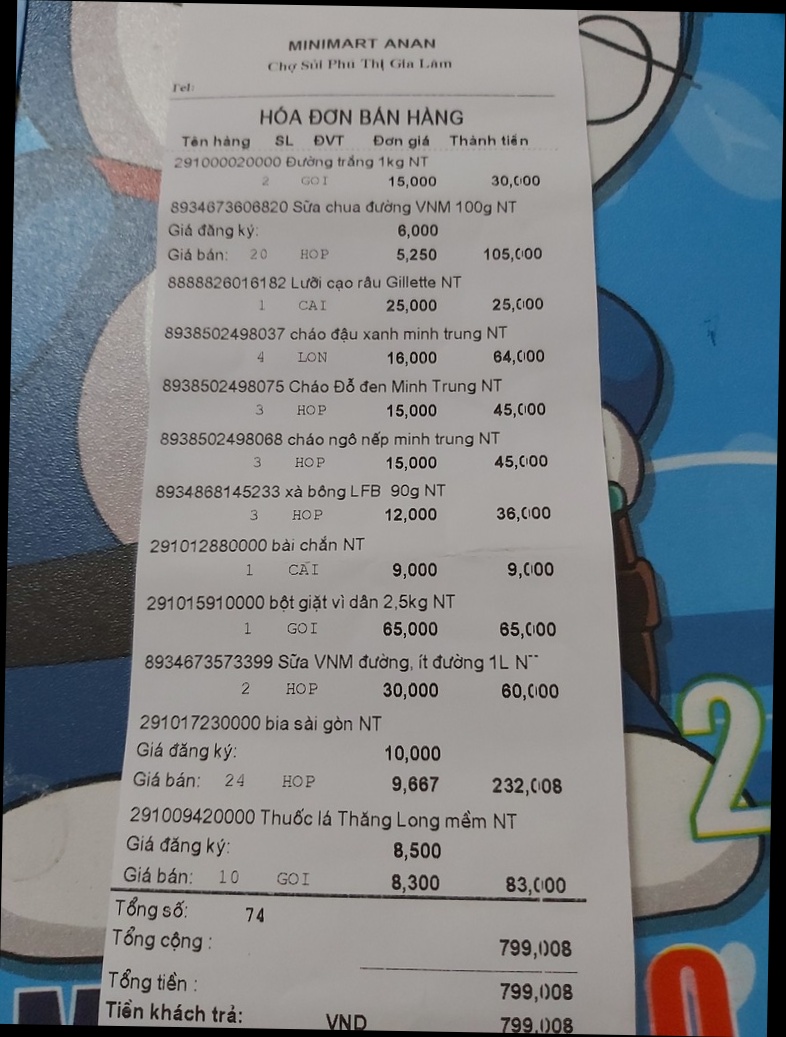 MINIMART ANAN
Chợ Sủi Phú Thị Gia Lâm
Tel:
HÓA ĐƠN BÁN HÀNG
Tên hàng SL ĐVT Đơn giá Thành tiền
291000020000 Đường trắng 1kg NT
2 GOI 15,000 30,000
8934673606820 Sữa chua đường VNM 100g NT
Giá đăng ký: 6,000
Giá bán: 20 HOP 5,250 105,000
8888826016182 Lưỡi cạo râu Gillette NT
1 CAI 25,000 25,000
8938502498037 cháo đậu xanh minh trung NT
4 LON 16,000 64,000
8938502498075 Cháo Đỗ đen Minh Trung NT
3 HOP 15,000 45,000
8938502498068 cháo ngô nếp minh trung NT
3 HOP 15,000 45,000
8934868145233 xà bông LFB 90g NT
3 HOP 12,000 36,000
291012880000 bài chắn NT
1 CÁI 9,000 9,000
291015910000 bột giặt vì dân 2,5kg NT
1 GOI 65,000 65,000
8934673573399 Sữa VNM đường, ít đường 1L NT
2 HOP 30,000 60,000
291017230000 bia sài gòn NT
Giá đăng ký: 10,000
Giá bán: 24 HOP 9,667 232,008
291009420000 Thuốc lá Thăng Long mềm NT
Giá đăng ký: 8,500
Giá bán: 10 GOI 8,300 83,000
Tổng số: 74
Tổng cộng : 799,008
Tổng tiền : 799,008
Tiền khách trả: VND 799,008
2
0